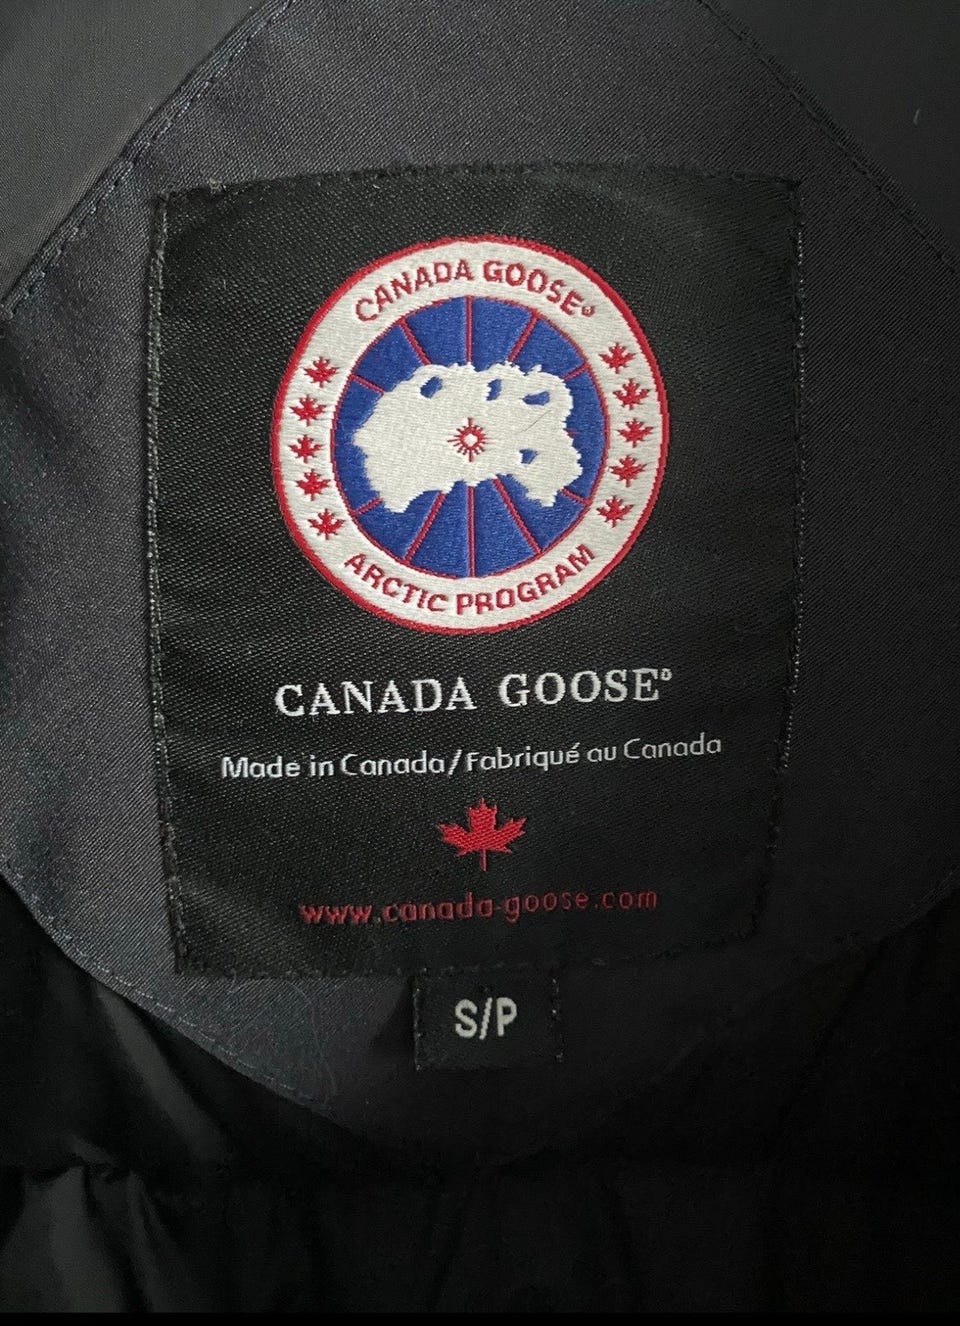 CANADA GOOSE®
ARCTIC PROGRAM
CANADA GOOSE®
Made in Canada/Fabriqué au Canada
www.canada-goose.com
S/P